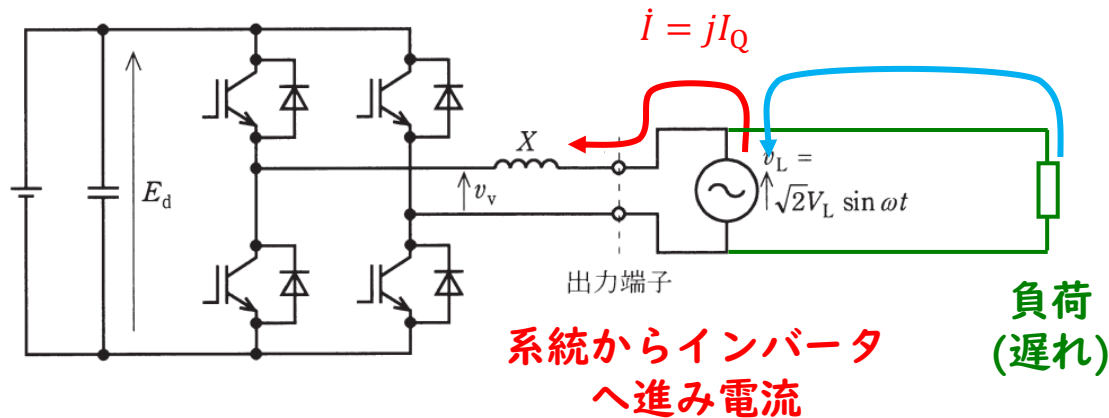 İ = jI_Q
X
E_d
v_v
v_L =
√2V_L sin ωt
出力端子
負荷
(遅れ)
系統からインバータ
へ進み電流